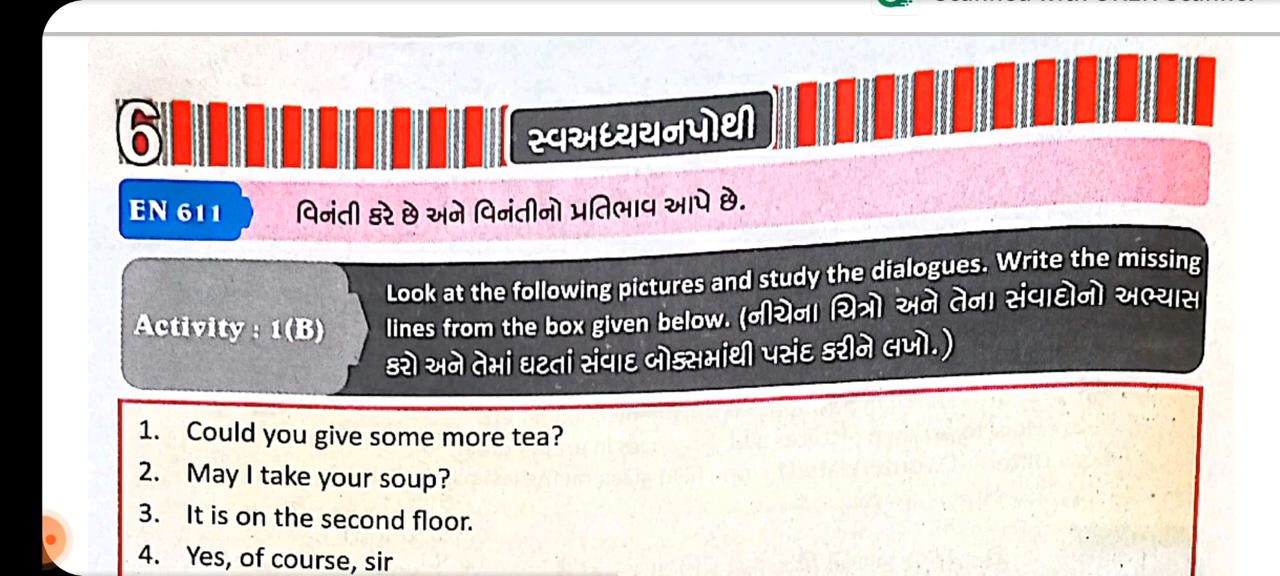 6
સ્વઅધ્યયનપોથી
EN 611
વિનંતી કરે છે અને વિનંતીનો પ્રતિભાવ આપે છે.
Activity : 1(B)
Look at the following pictures and study the dialogues. Write the missing
lines from the box given below. (નીચેના ચિત્રો અને તેના સંવાદોનો અભ્યાસ
કરો અને તેમાં ઘટતાં સંવાદ બોક્સમાંથી પસંદ કરીને લખો.)
1. Could you give some more tea?
2. May I take your soup?
3. It is on the second floor.
4. Yes, of course, sir